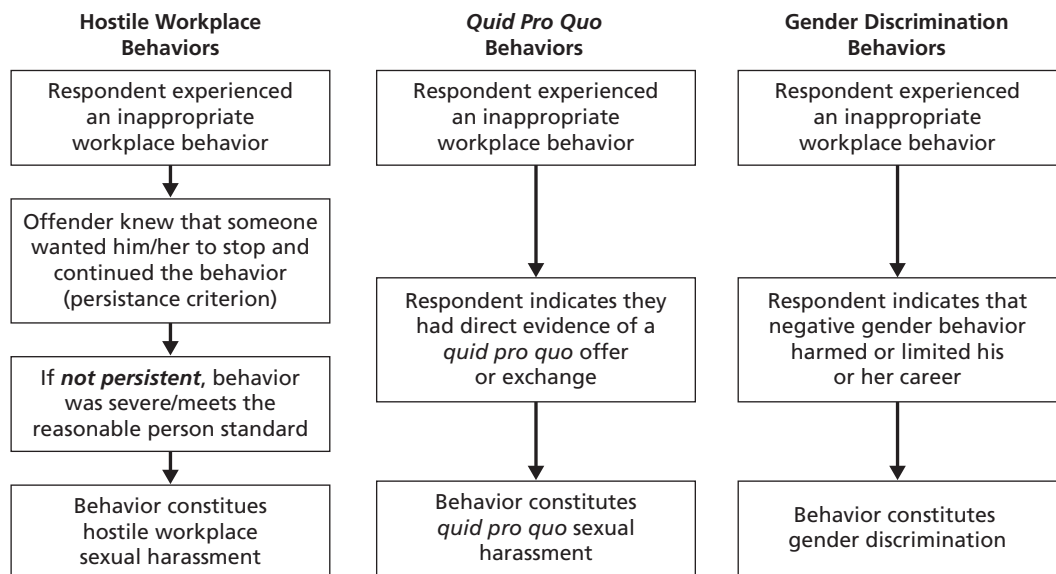 Hostile Workplace
Behaviors
Respondent experienced
an inappropriate
workplace behavior
Offender knew that someone
wanted him/her to stop and
continued the behavior
(persistance criterion)
If not persistent, behavior
was severe/meets the
reasonable person standard
Behavior constitues
hostile workplace
sexual harassment
Quid Pro Quo
Behaviors
Respondent experienced
an inappropriate
workplace behavior
Respondent indicates they
had direct evidence of a
quid pro quo offer
or exchange
Behavior constitutes
quid pro quo sexual
harassment
Gender Discrimination
Behaviors
Respondent experienced
an inappropriate
workplace behavior
Respondent indicates that
negative gender behavior
harmed or limited his
or her career
Behavior constitutes
gender discrimination